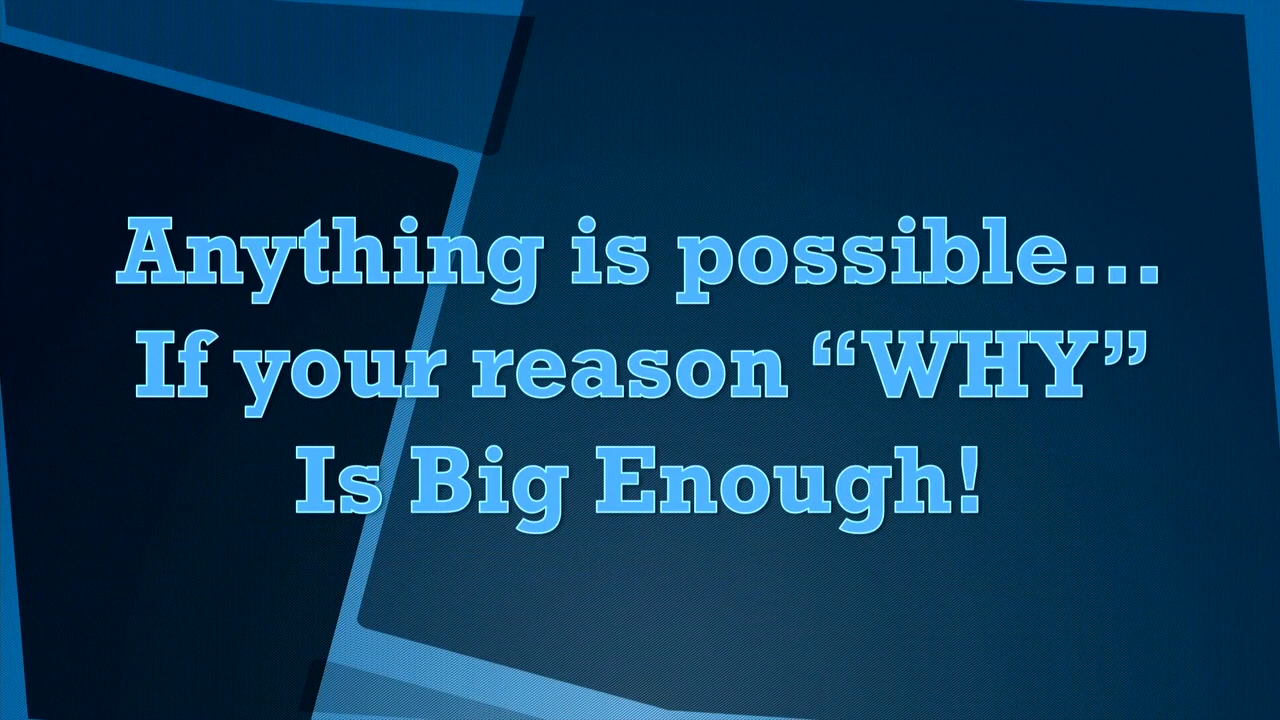 Anything is possible...
If your reason “WHY”
Is Big Enough!